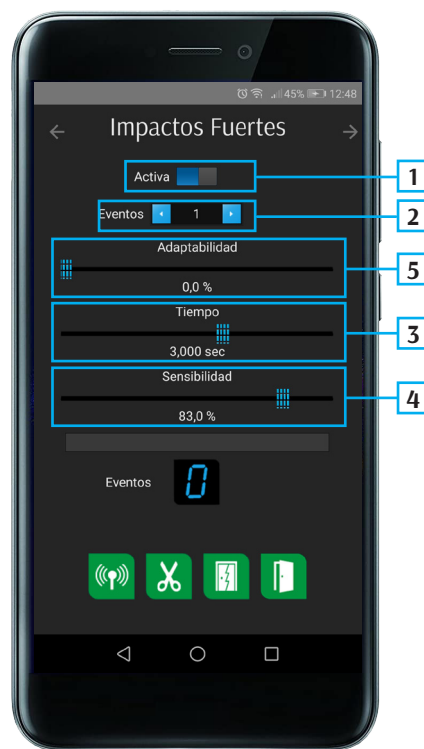 45% 12:48
Impactos Fuertes
Activa
1
Eventos 1
2
Adaptabilidad
5
0,0 %
Tiempo
3
3,000 sec
Sensibilidad
4
83,0 %
Eventos 0